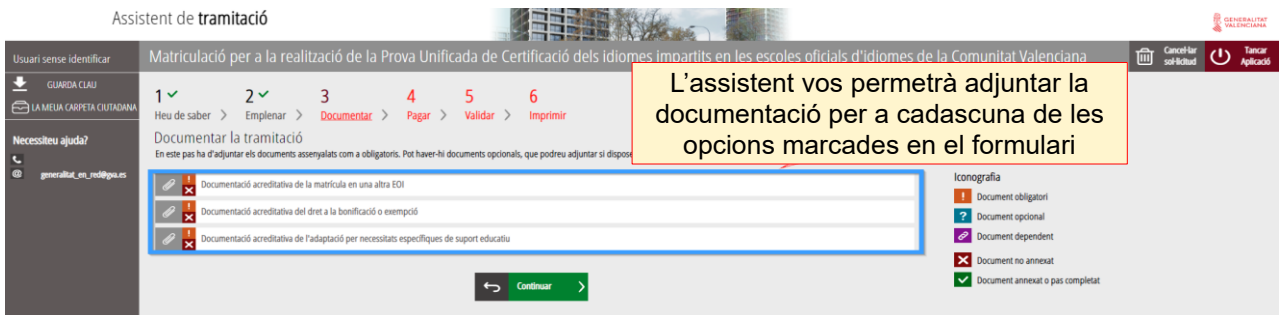 Assistent de tramitació
GENERALITAT
VALENCIANA
Usuari sense identificar
Matriculació per a la realització de la Prova Unificada de Certificació dels idiomes impartits en les escoles oficials d'idiomes de la Comunitat Valenciana
Cancel·lar
sol·licitud
Tancar
Aplicació
GUARDA CLAU
LA MEUA CARPETA CIUTADANA
Necessiteu ajuda?
@ generalitat_en_red@gva.es
1 2 3 4 5 6
Heu de saber > Emplenar > Documentar > Pagar > Validar > Imprimir
L'assistent vos permetrà adjuntar la
documentació per a cadascuna de les
opcions marcades en el formulari
Documentar la tramitació
En este pas ha d'adjuntar els documents assenyalats com a obligatoris. Pot haver-hi documents opcionals, que podreu adjuntar si dispose
Documentació acreditativa de la matrícula en una altra EOI
Documentació acreditativa del dret a la bonificació o exempció
Documentació acreditativa de l'adaptació per necessitats específiques de suport educatiu
Iconografia
! Document obligatori
? Document opcional
Document dependent
Document no annexat
Document annexat o pas completat
Continuar